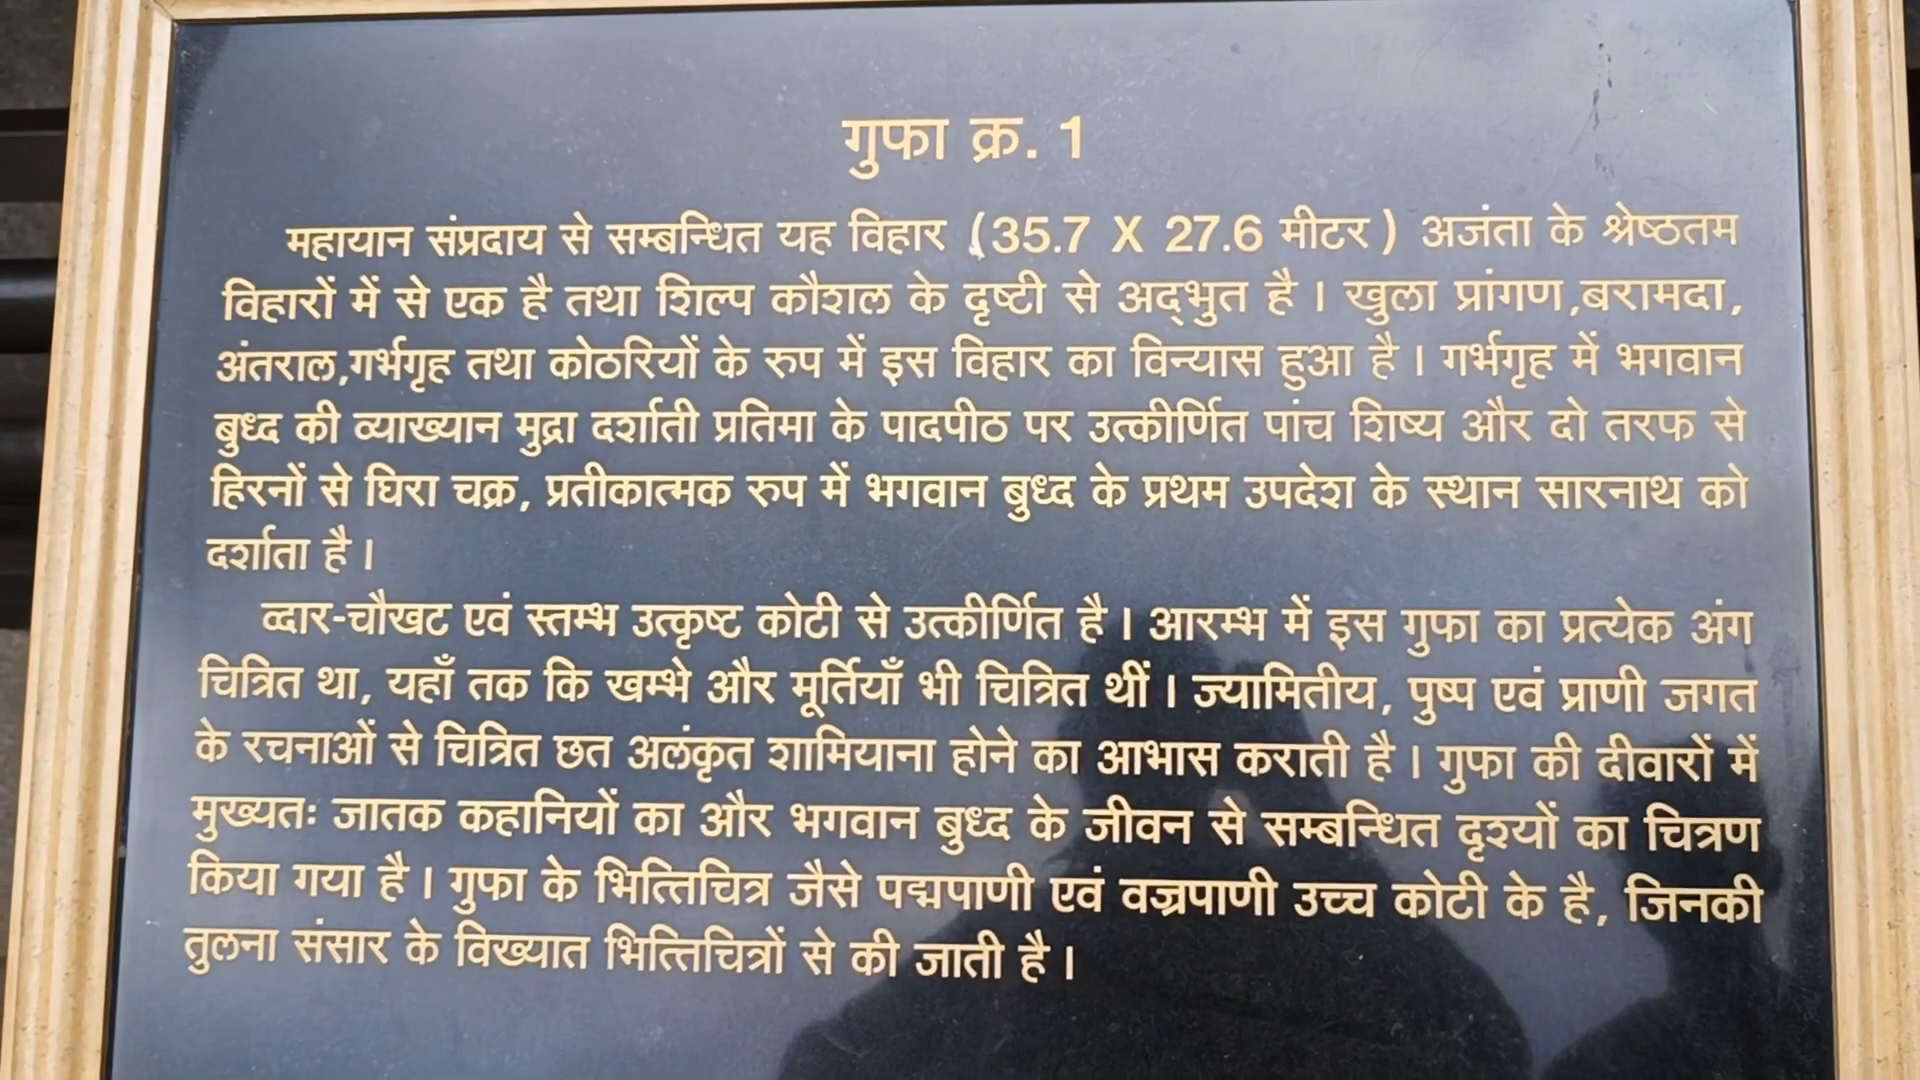 गुफा क्र. 1
महायान संप्रदाय से सम्बन्धित यह विहार (35.7 X 27.6 मीटर) अजंता के श्रेष्ठतम
विहारों में से एक है तथा शिल्प कौशल के दृष्टी से अद्‌भुत है । खुला प्रांगण,बरामदा,
अंतराल,गर्भगृह तथा कोठरियों के रुप में इस विहार का विन्यास हुआ है । गर्भगृह में भगवान
बुध्द की व्याख्यान मुद्रा दर्शाती प्रतिमा के पादपीठ पर उत्कीर्णित पांच शिष्य और दो तरफ से
हिरनों से घिरा चक्र, प्रतीकात्मक रुप में भगवान बुध्द के प्रथम उपदेश के स्थान सारनाथ को
दर्शाता है ।
व्दार-चौखट एवं स्तम्भ उत्कृष्ट कोटी से उत्कीर्णित है । आरम्भ में इस गुफा का प्रत्येक अंग
चित्रित था, यहाँ तक कि खम्भे और मूर्तियाँ भी चित्रित थीं । ज्यामितीय, पुष्प एवं प्राणी जगत
के रचनाओं से चित्रित छत अलंकृत शामियाना होने का आभास कराती है । गुफा की दीवारों में
मुख्यतः जातक कहानियों का और भगवान बुध्द के जीवन से सम्बन्धित दृश्यों का चित्रण
किया गया है । गुफा के भित्तिचित्र जैसे पद्मपाणी एवं वज्रपाणी उच्च कोटी के है, जिनकी
तुलना संसार के विख्यात भित्तिचित्रों से की जाती है ।